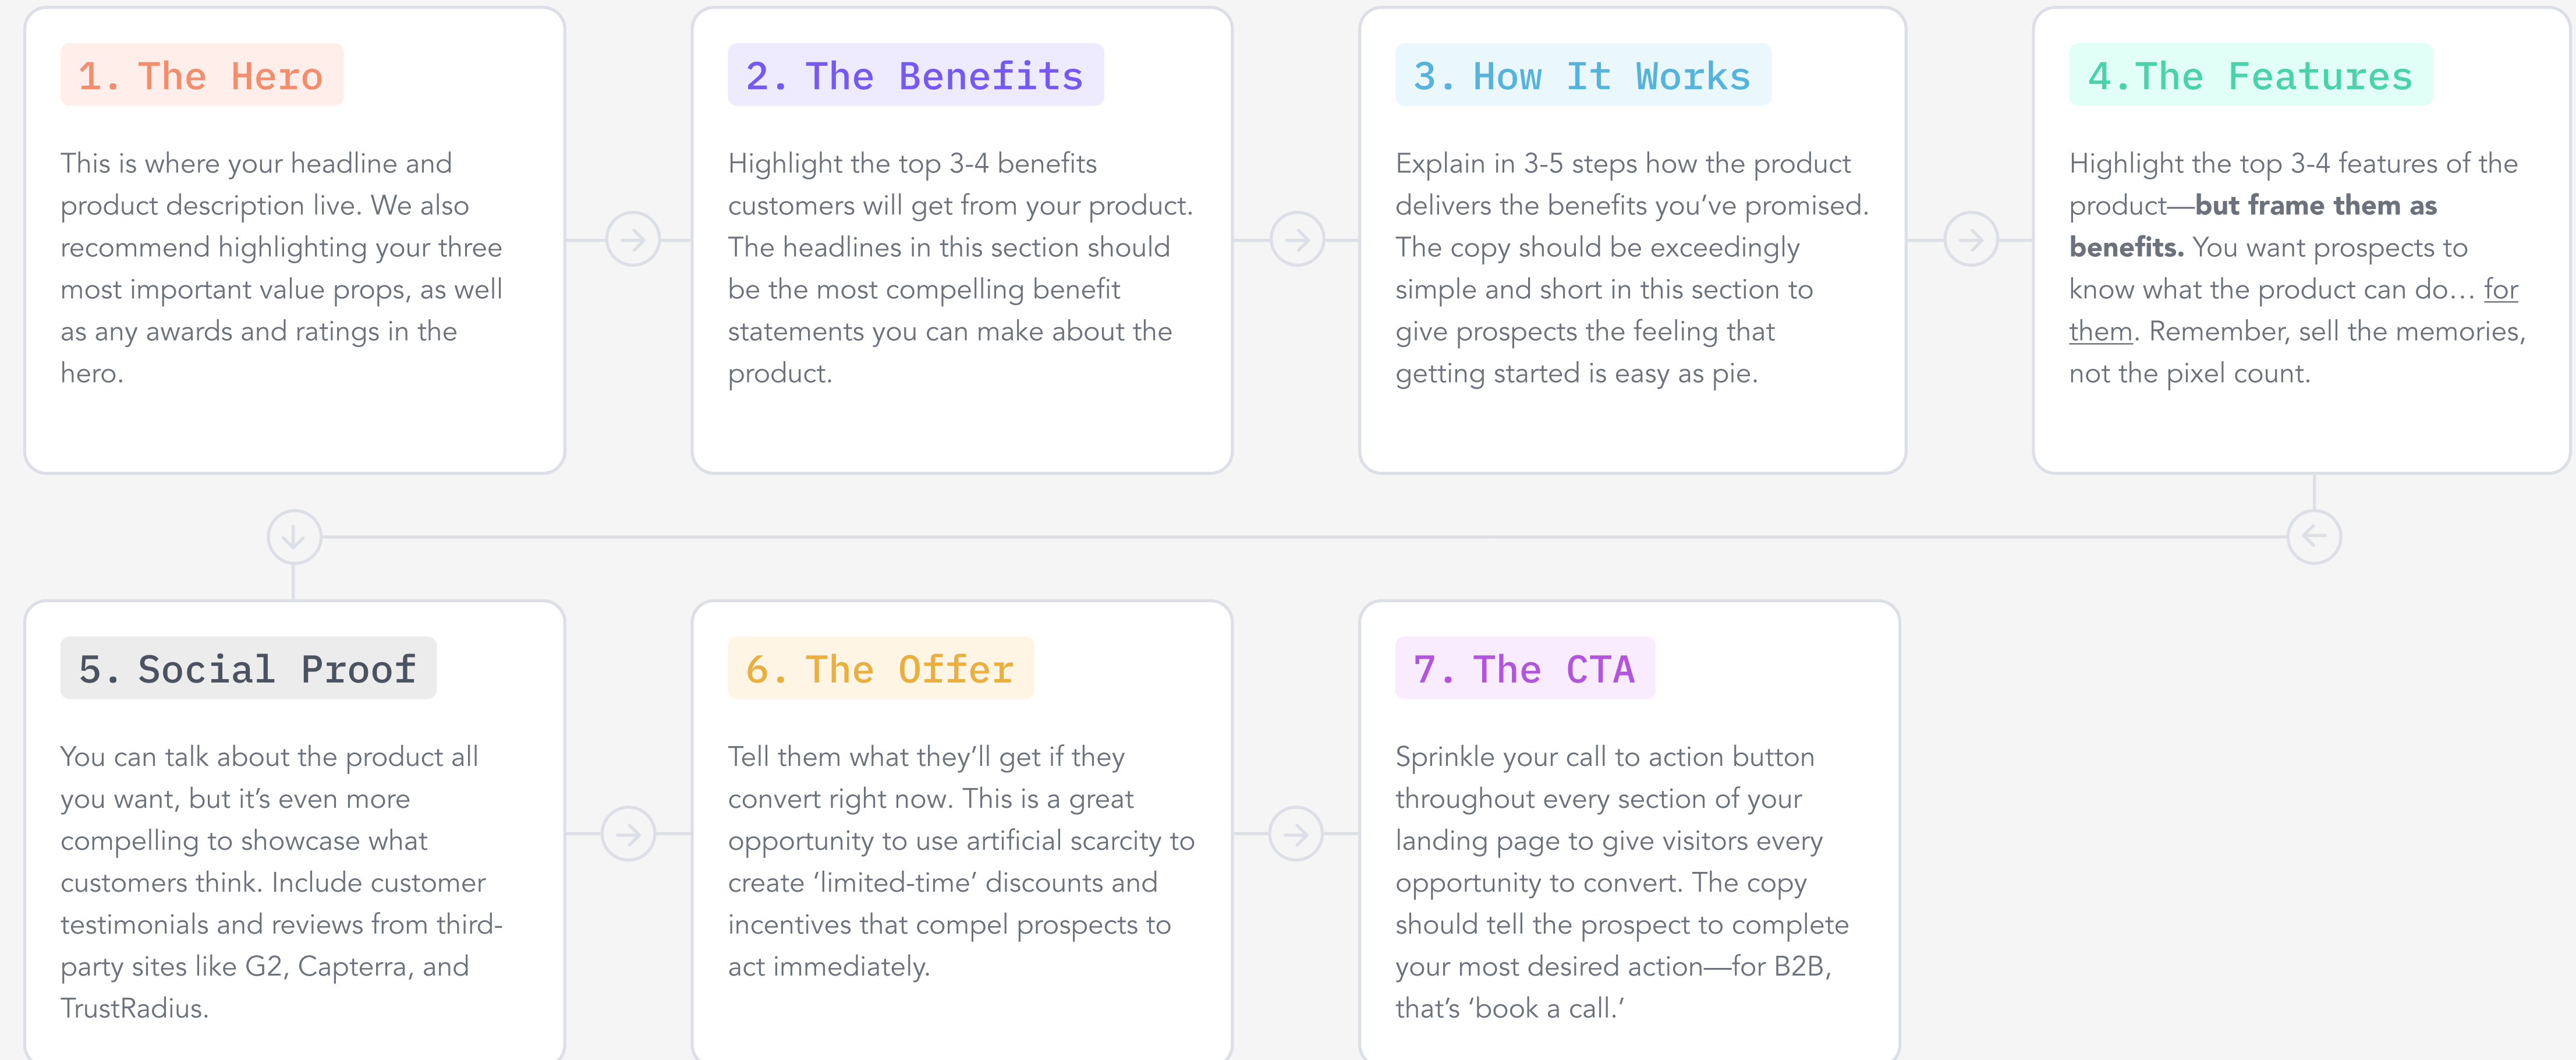 1. The Hero
This is where your headline and
product description live. We also
recommend highlighting your three
most important value props, as well
as any awards and ratings in the
hero.
2. The Benefits
Highlight the top 3-4 benefits
customers will get from your product.
The headlines in this section should
be the most compelling benefit
statements you can make about the
product.
3. How It Works
Explain in 3-5 steps how the product
delivers the benefits you’ve promised.
The copy should be exceedingly
simple and short in this section to
give prospects the feeling that
getting started is easy as pie.
4.The Features
Highlight the top 3-4 features of the
product—but frame them as
benefits. You want prospects to
know what the product can do… for
them. Remember, sell the memories,
not the pixel count.
5. Social Proof
You can talk about the product all
you want, but it’s even more
compelling to showcase what
customers think. Include customer
testimonials and reviews from third-
party sites like G2, Capterra, and
TrustRadius.
6. The Offer
Tell them what they’ll get if they
convert right now. This is a great
opportunity to use artificial scarcity to
create ‘limited-time’ discounts and
incentives that compel prospects to
act immediately.
7. The CTA
Sprinkle your call to action button
throughout every section of your
landing page to give visitors every
opportunity to convert. The copy
should tell the prospect to complete
your most desired action—for B2B,
that’s ‘book a call.’